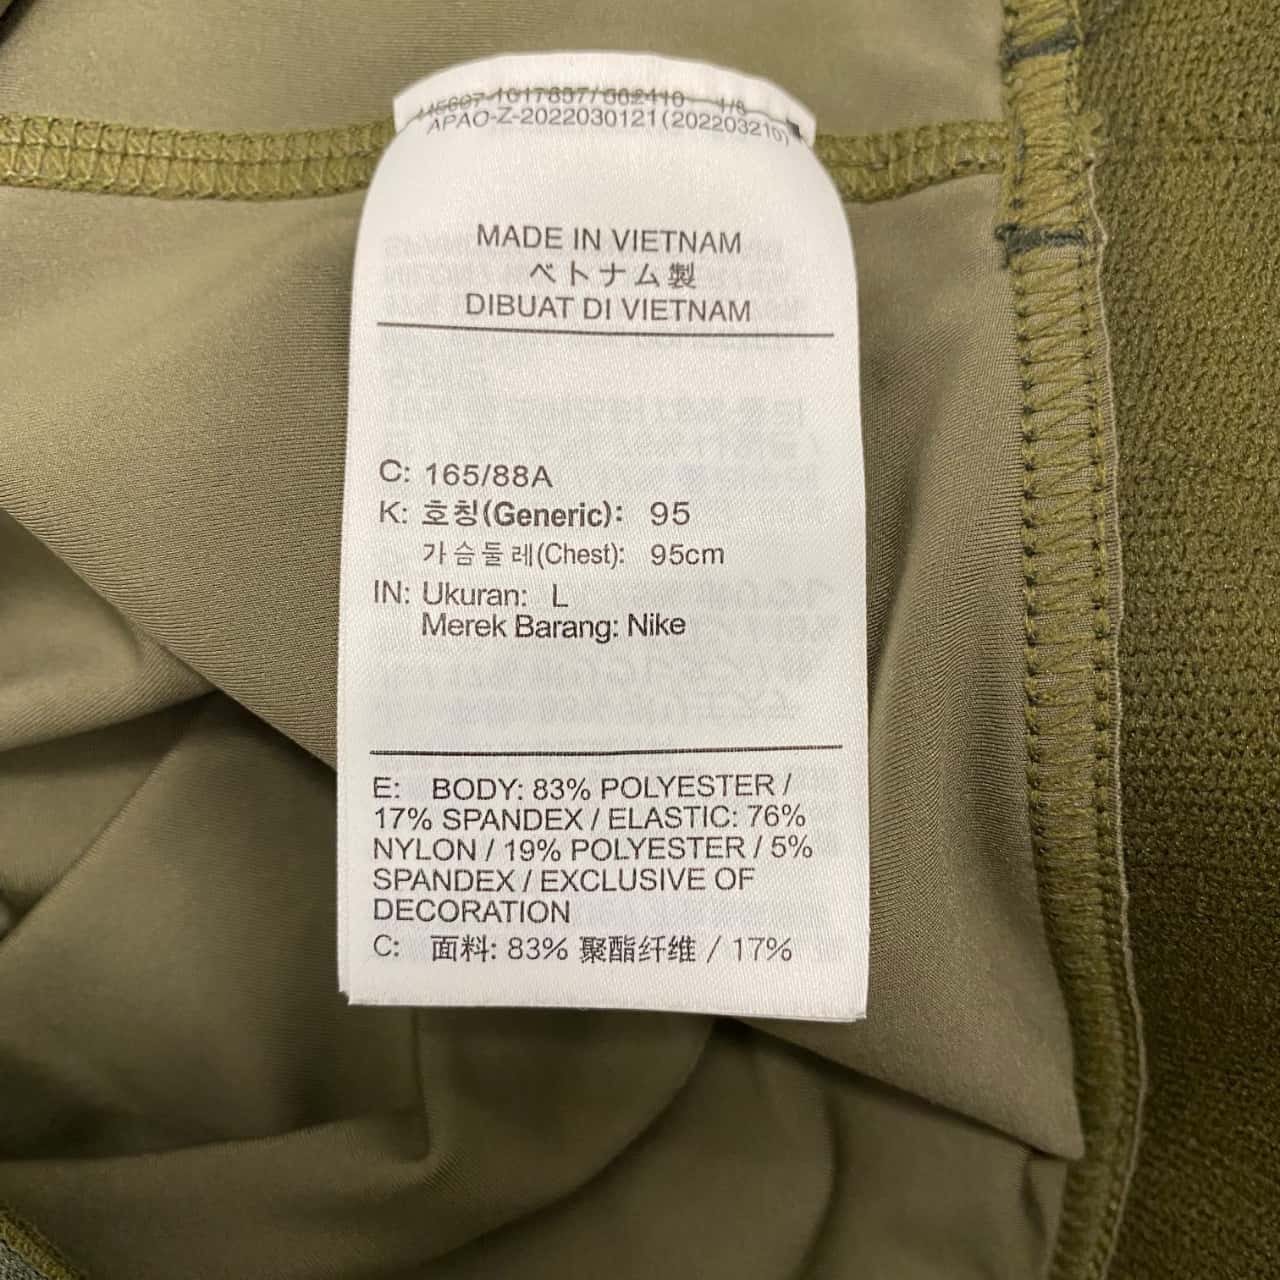 APAO-Z-2022030121(202203210)
MADE IN VIETNAM
ベトナム製
DIBUAT DI VIETNAM
C: 165/88A
K: 호칭(Generic): 95
가슴둘레(Chest): 95cm
IN: Ukuran: L
Merek Barang: Nike
E: BODY: 83% POLYESTER /
17% SPANDEX / ELASTIC: 76%
NYLON / 19% POLYESTER / 5%
SPANDEX / EXCLUSIVE OF
DECORATION
C: 面料: 83% 聚酯纤维 / 17%